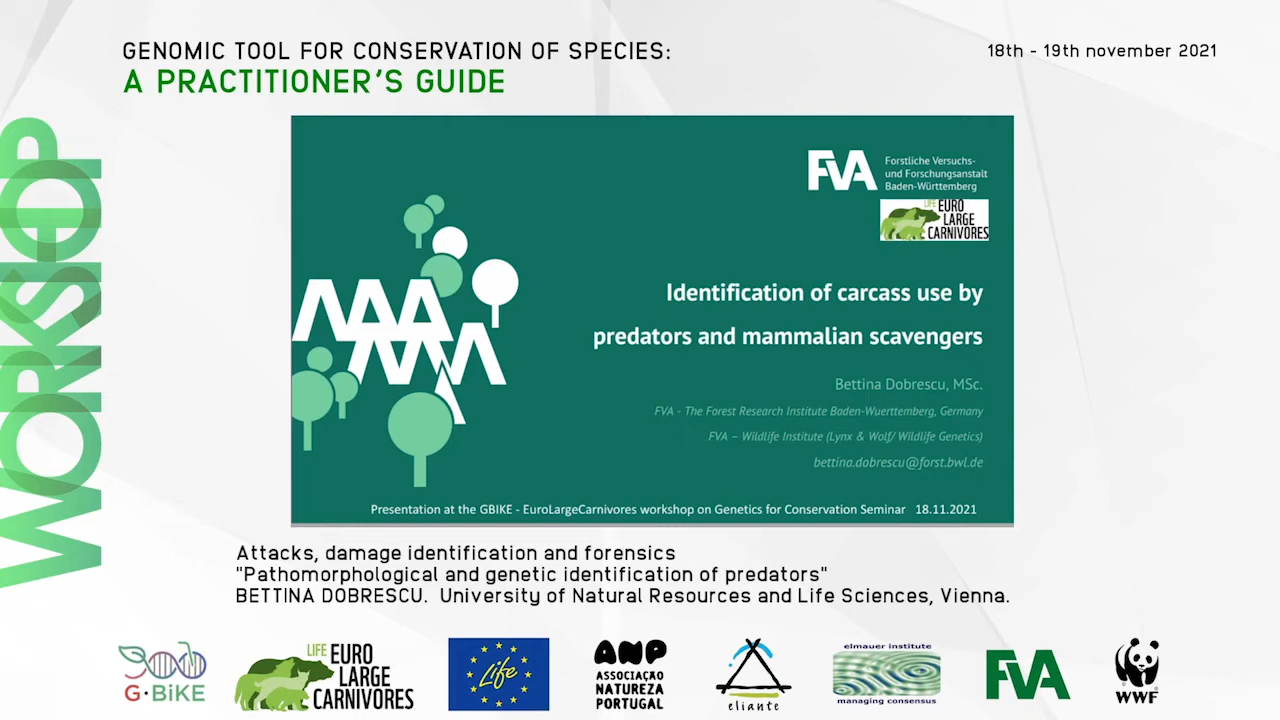 GENOMIC TOOL FOR CONSERVATION OF SPECIES:
A PRACTITIONER'S GUIDE
18th - 19th november 2021
WORKSHOP
FVA
Forstliche Versuchs-
und Forschungsanstalt
Baden-Württemberg
LIFE EURO
LARGE
CARNIVORES
Identification of carcass use by
predators and mammalian scavengers
Bettina Dobrescu, MSc.
FVA - The Forest Research Institute Baden-Wuerttemberg, Germany
FVA – Wildlife Institute (Lynx & Wolf/ Wildlife Genetics)
bettina.dobrescu@forst.bwl.de
Presentation at the GBIKE - EuroLargeCarnivores workshop on Genetics for Conservation Seminar 18.11.2021
Attacks, damage identification and forensics
"Pathomorphological and genetic identification of predators"
BETTINA DOBRESCU. University of Natural Resources and Life Sciences, Vienna.
G·BiKE
LIFE EURO
LARGE
CARNIVORES
Life
ANP
ASSOCIAÇÃO
NATUREZA
PORTUGAL
eliante
elmauer institute
managing consensus
FVA
WWF